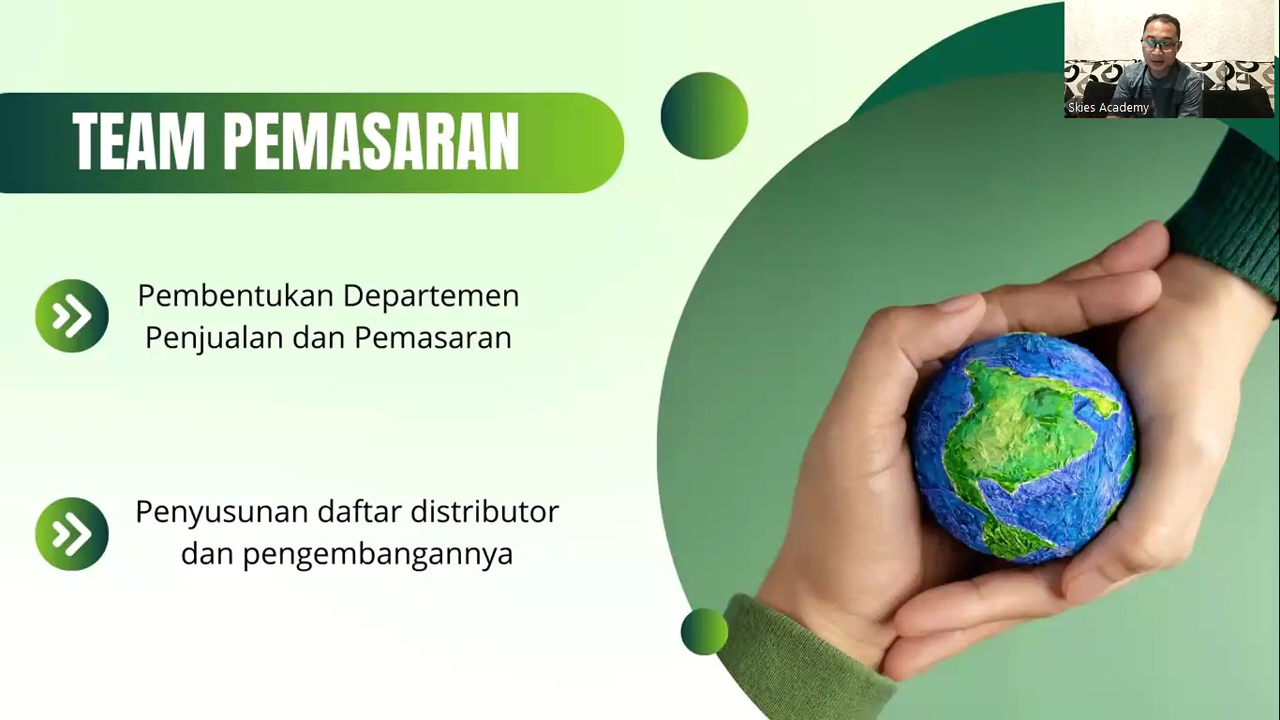 TEAM PEMASARAN
Pembentukan Departemen
Penjualan dan Pemasaran
Penyusunan daftar distributor
dan pengembangannya
Skies Academy